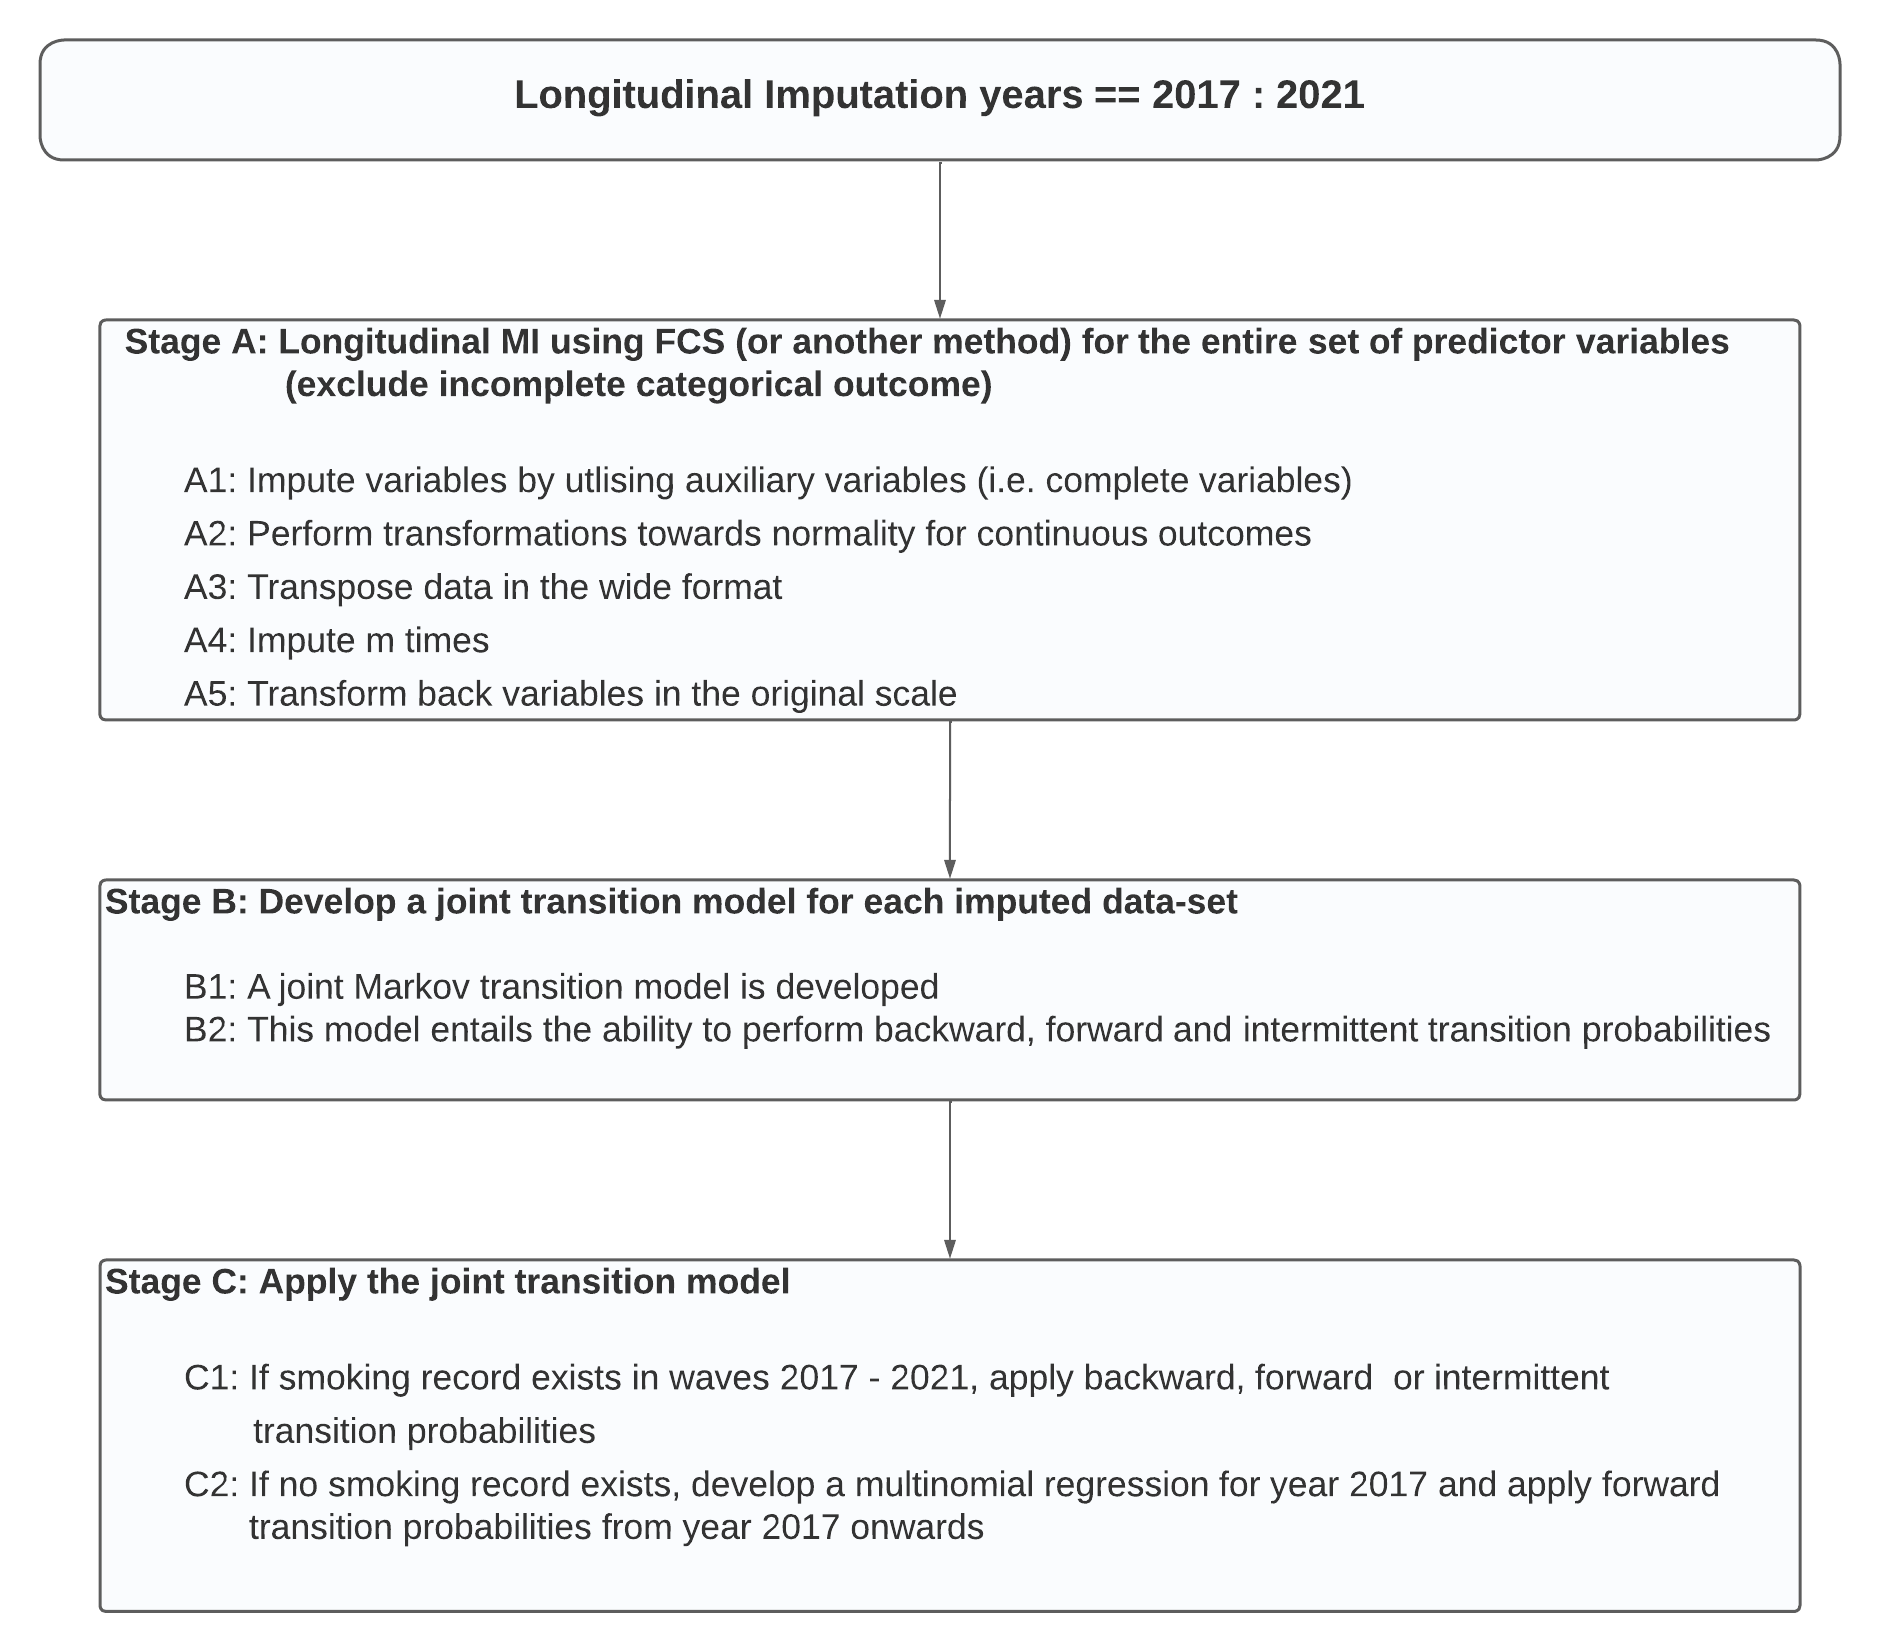 Longitudinal Imputation years == 2017 : 2021
Stage A: Longitudinal MI using FCS (or another method) for the entire set of predictor variables
(exclude incomplete categorical outcome)
A1: Impute variables by utlising auxiliary variables (i.e. complete variables)
A2: Perform transformations towards normality for continuous outcomes
A3: Transpose data in the wide format
A4: Impute m times
A5: Transform back variables in the original scale
Stage B: Develop a joint transition model for each imputed data-set
B1: A joint Markov transition model is developed
B2: This model entails the ability to perform backward, forward and intermittent transition probabilities
Stage C: Apply the joint transition model
C1: If smoking record exists in waves 2017 - 2021, apply backward, forward  or intermittent
transition probabilities
C2: If no smoking record exists, develop a multinomial regression for year 2017 and apply forward
transition probabilities from year 2017 onwards